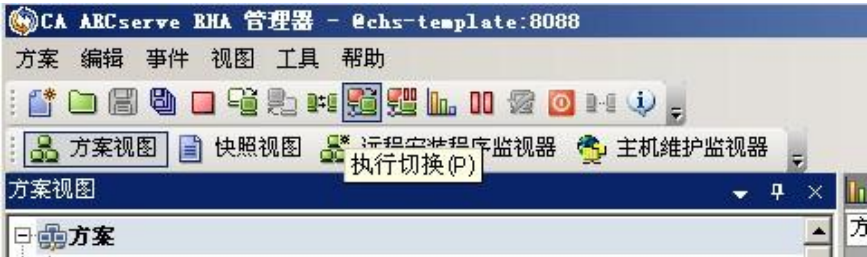 CA ARCserve RHA 管理器 - @chs-template:8088
方案 编辑 事件 视图 工具 帮助
方案视图 快照视图 远程安装程序监视器 主机维护监视器
执行切换(P)
方案视图
方案 方